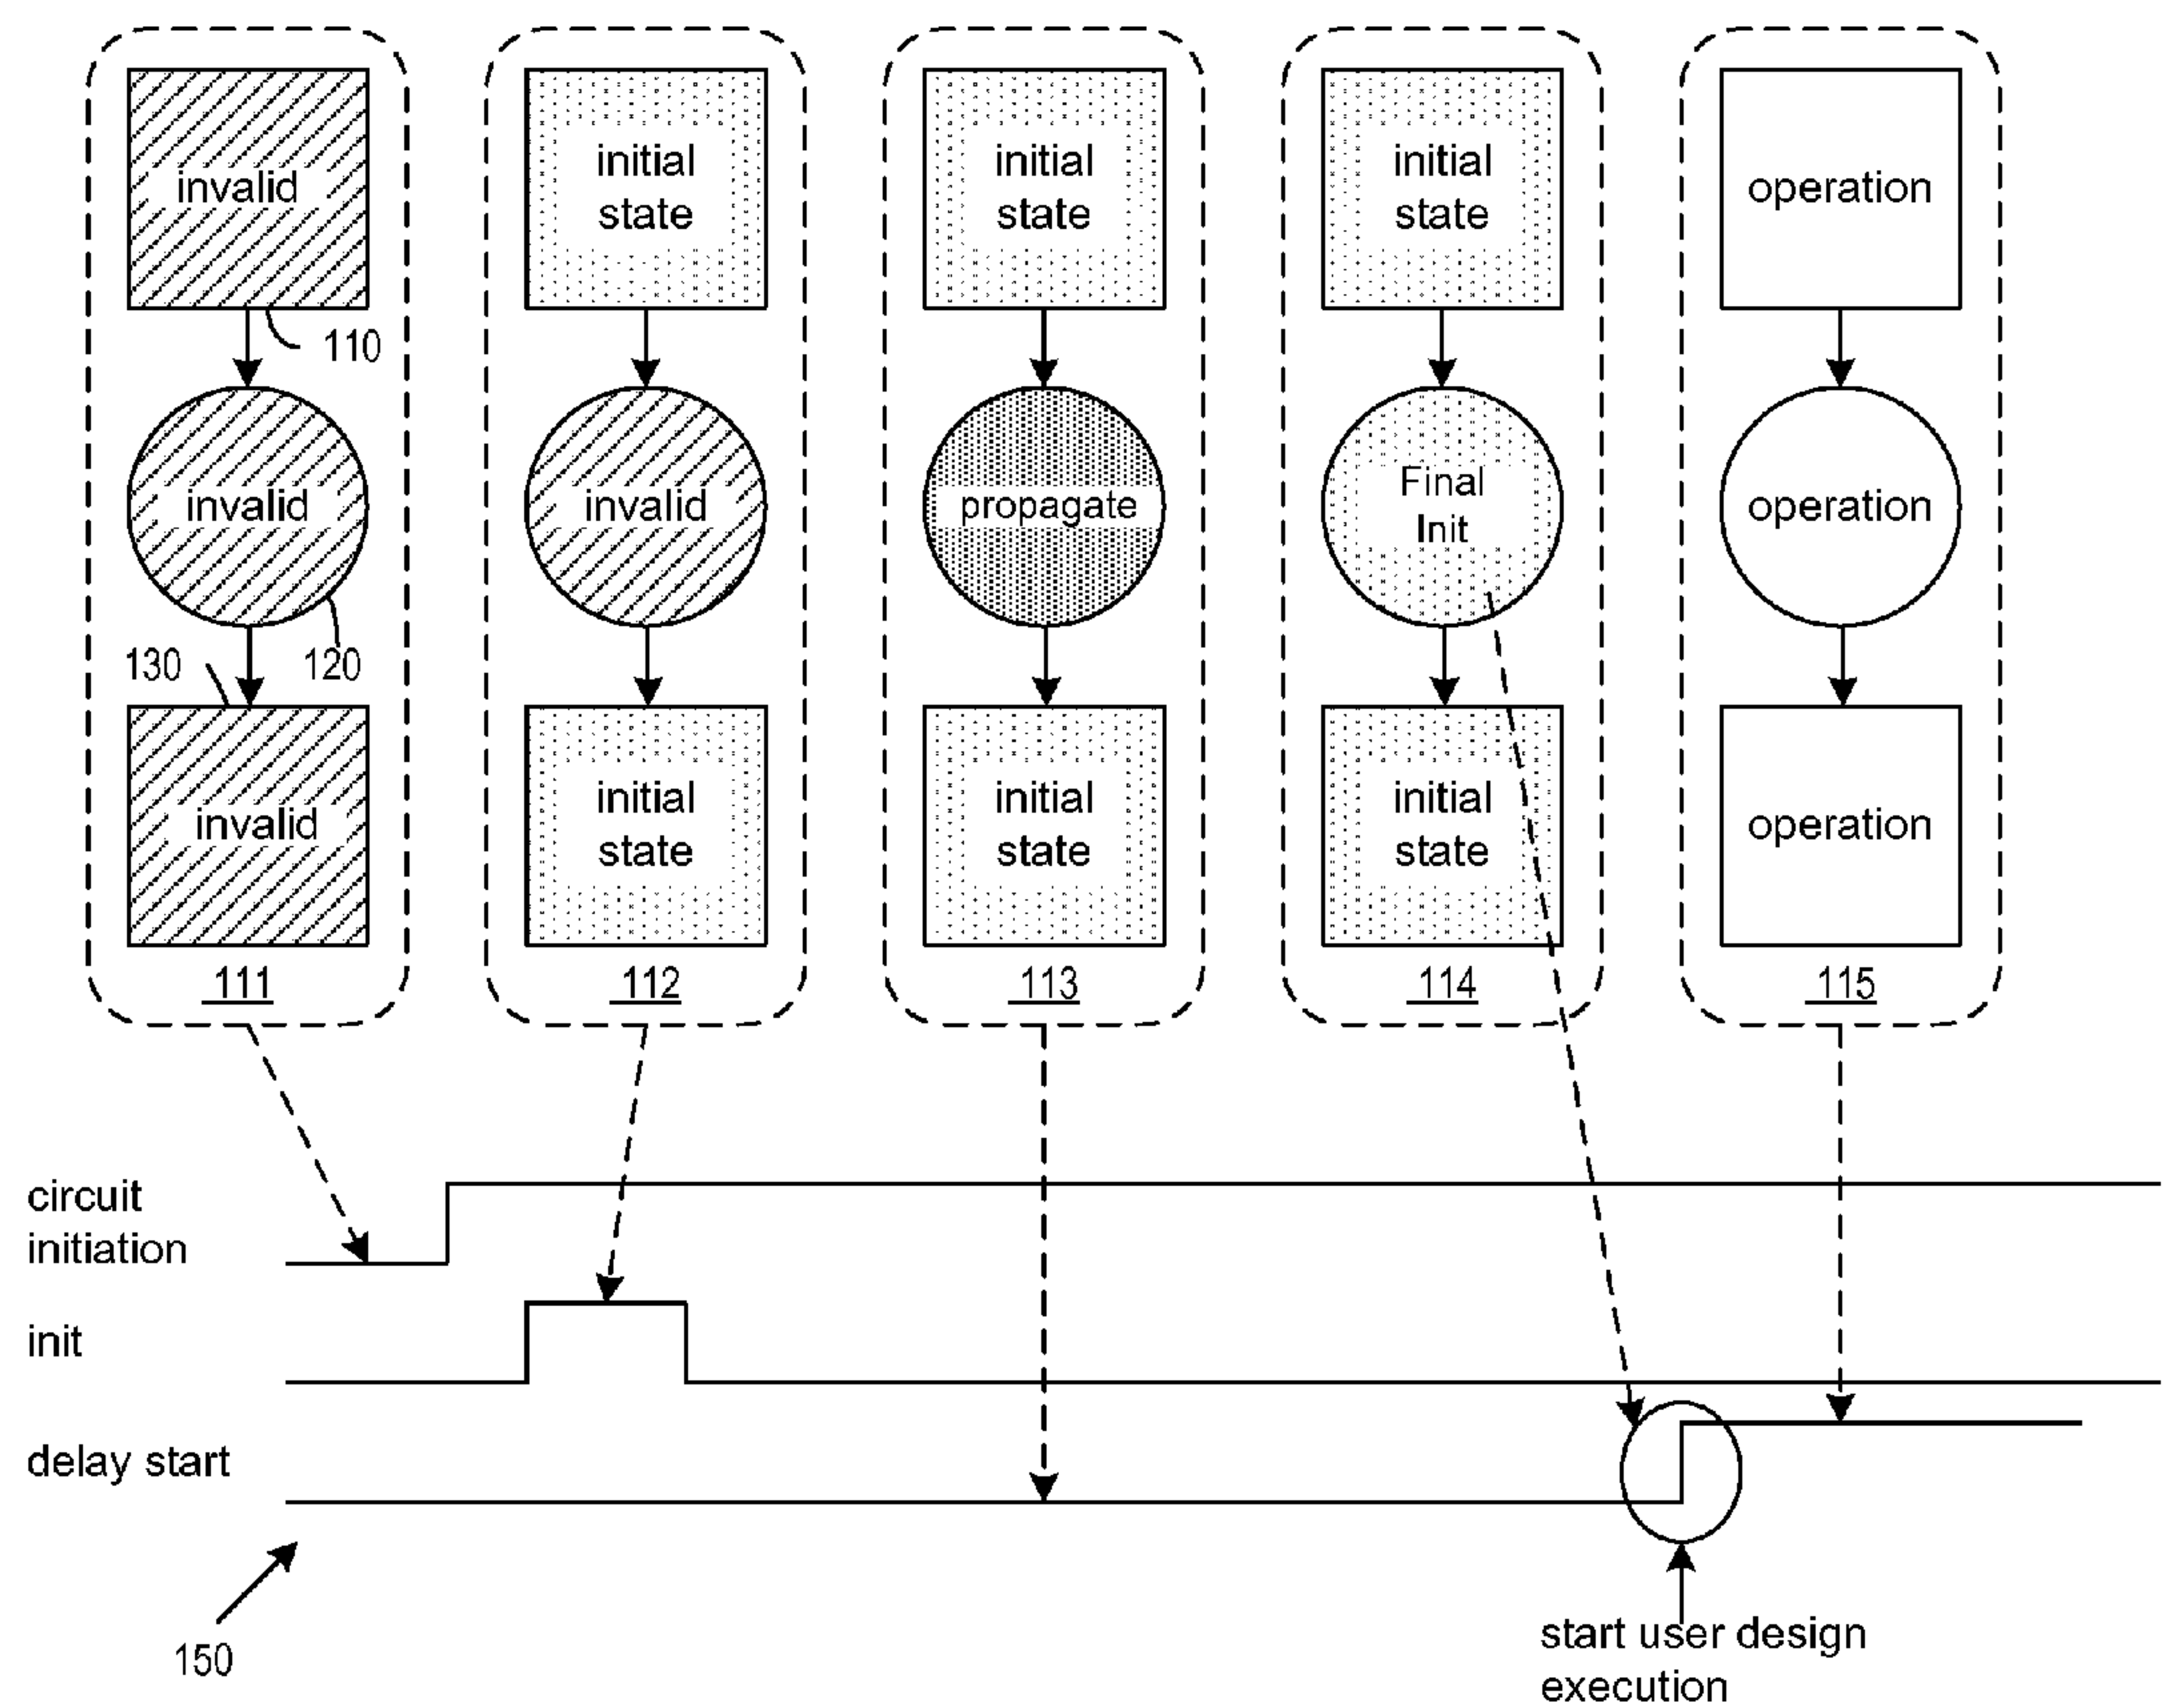 invalid
110
invalid
130
120
invalid
111
initial
state
invalid
initial
state
112
initial
state
propagate
initial
state
113
initial
state
Final
Init
initial
state
114
operation
operation
operation
115
circuit
initiation
init
delay start
150
start user design
execution